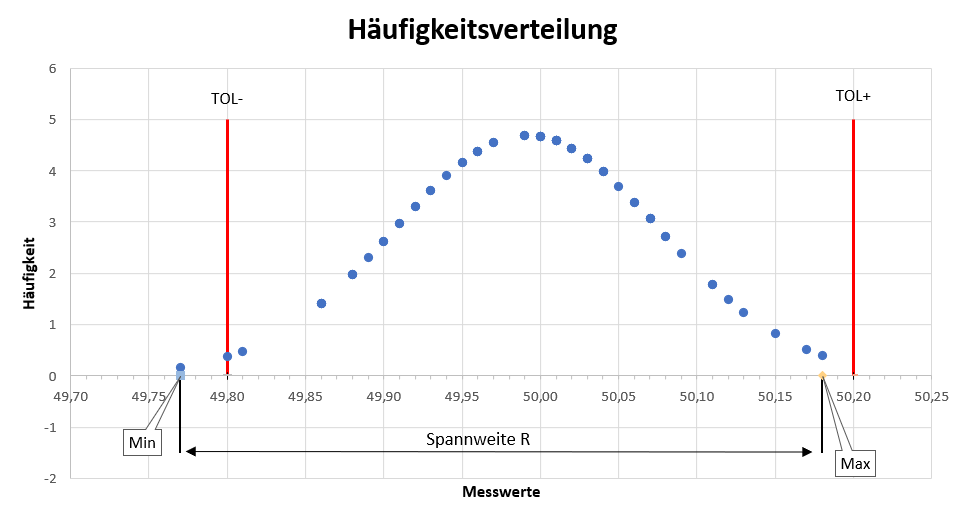 Häufigkeitsverteilung
6
TOL-
TOL+
5
4
3
Häufigkeit
2
1
0
49,70 49,75 49,80 49,85 49,90 49,95 50,00 50,05 50,10 50,15 50,20 50,25
-1
Min
Spannweite R
Max
-2
Messwerte